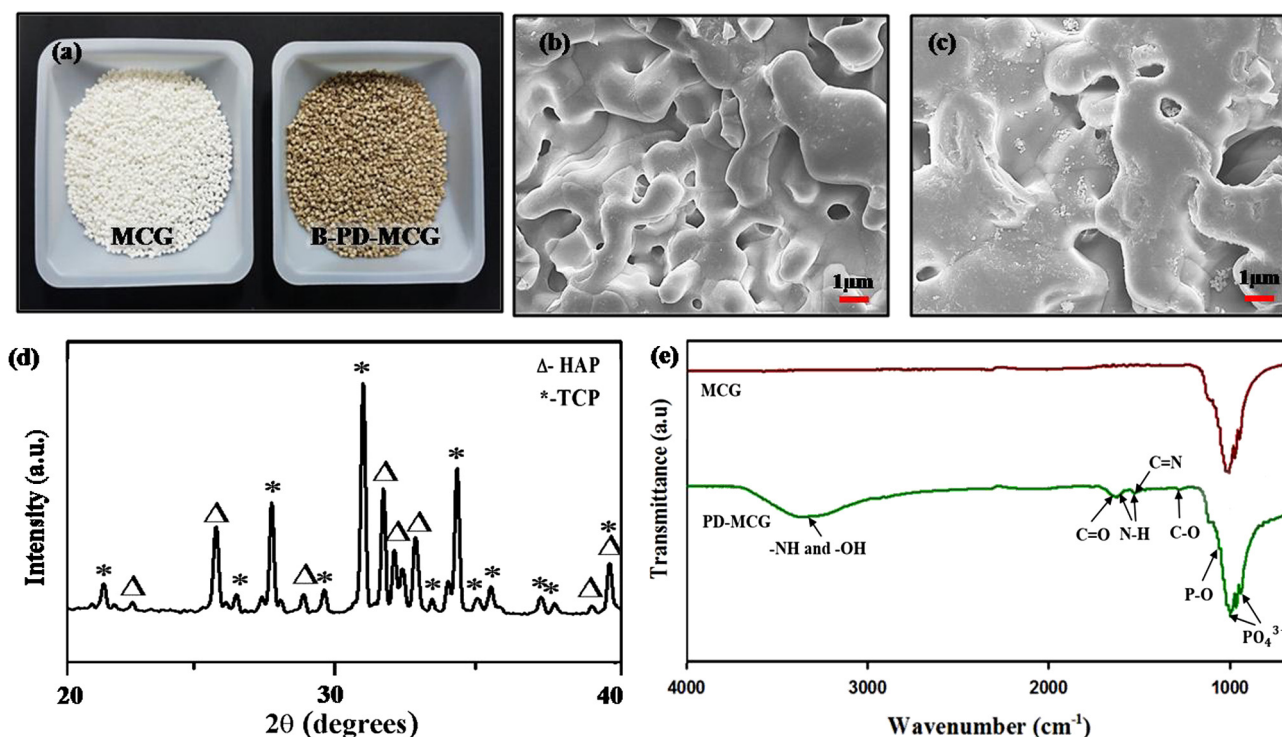 (a)
MCG
B-PD-MCG
(b)
1μm
(c)
1μm
(d)
Δ- HAP
*-TCP
* Δ Δ * * Δ * * Δ Δ Δ * * * * * * Δ * Δ
Intensity (a.u.)
20 30 40
2θ (degrees)
(e)
MCG
PD-MCG
-NH and -OH
C=O
N-H
C=N
C-O
P-O
PO₄³⁻
Transmittance (a.u)
4000 3000 2000 1000
Wavenumber (cm⁻¹)